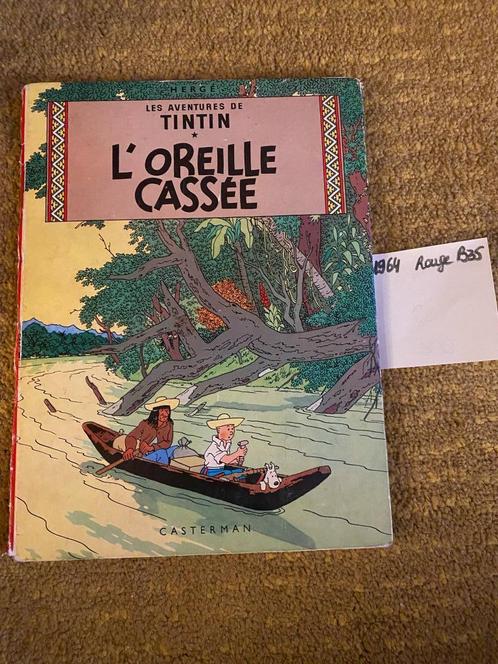 HERGÉ
LES AVENTURES DE
TINTIN
*
L'OREILLE
CASSÉE
1964 Rouge B35
CASTERMAN